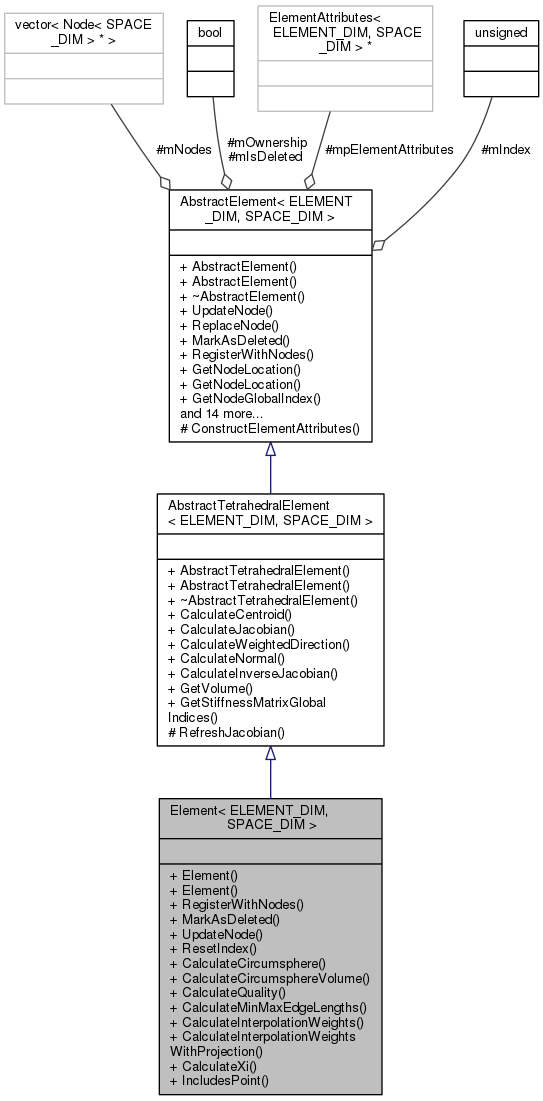 vector< Node< SPACE
_DIM > * >
bool
ElementAttributes<
ELEMENT_DIM, SPACE
_DIM > *
unsigned
#mNodes
#mOwnership
#mIsDeleted
#mpElementAttributes
#mIndex
AbstractElement< ELEMENT
_DIM, SPACE_DIM >
+ AbstractElement()
+ AbstractElement()
+ ~AbstractElement()
+ UpdateNode()
+ ReplaceNode()
+ MarkAsDeleted()
+ RegisterWithNodes()
+ GetNodeLocation()
+ GetNodeLocation()
+ GetNodeGlobalIndex()
and 14 more...
# ConstructElementAttributes()
AbstractTetrahedralElement
< ELEMENT_DIM, SPACE_DIM >
+ AbstractTetrahedralElement()
+ AbstractTetrahedralElement()
+ ~AbstractTetrahedralElement()
+ CalculateCentroid()
+ CalculateJacobian()
+ CalculateWeightedDirection()
+ CalculateNormal()
+ CalculateInverseJacobian()
+ GetVolume()
+ GetStiffnessMatrixGlobal
Indices()
# RefreshJacobian()
Element< ELEMENT_DIM,
SPACE_DIM >
+ Element()
+ Element()
+ RegisterWithNodes()
+ MarkAsDeleted()
+ UpdateNode()
+ ResetIndex()
+ CalculateCircumsphere()
+ CalculateCircumsphereVolume()
+ CalculateQuality()
+ CalculateMinMaxEdgeLengths()
+ CalculateInterpolationWeights()
+ CalculateInterpolationWeights
WithProjection()
+ CalculateXi()
+ IncludesPoint()